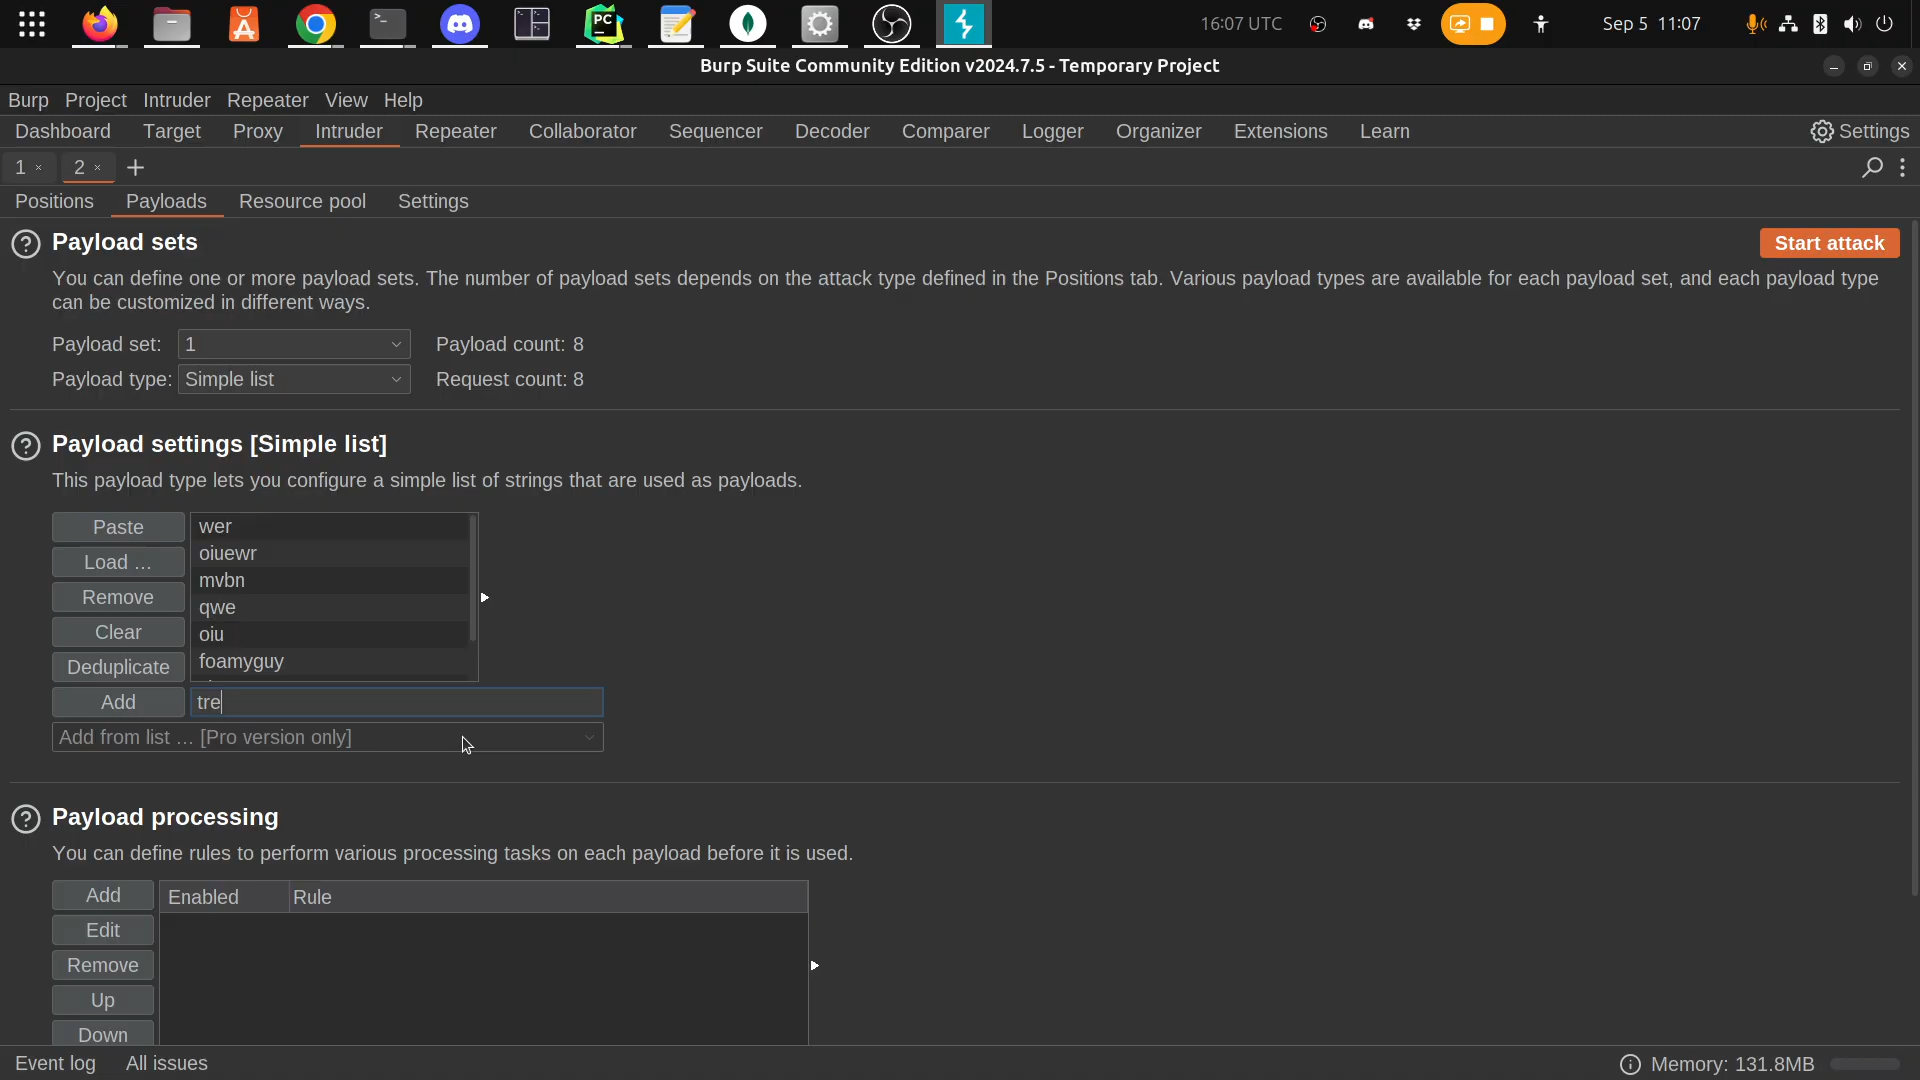 16:07 UTC
Sep 5 11:07
Burp Suite Community Edition v2024.7.5 - Temporary Project
Burp Project Intruder Repeater View Help
Dashboard Target Proxy Intruder Repeater Collaborator Sequencer Decoder Comparer Logger Organizer Extensions Learn Settings
1 × 2 × +
Positions Payloads Resource pool Settings
? Payload sets
Start attack
You can define one or more payload sets. The number of payload sets depends on the attack type defined in the Positions tab. Various payload types are available for each payload set, and each payload type
can be customized in different ways.
Payload set: 1 Payload count: 8
Payload type: Simple list Request count: 8
? Payload settings [Simple list]
This payload type lets you configure a simple list of strings that are used as payloads.
Paste
Load ...
Remove
Clear
Deduplicate
wer
oiuewr
mvbn
qwe
oiu
foamyguy
Add tre
Add from list ... [Pro version only]
? Payload processing
You can define rules to perform various processing tasks on each payload before it is used.
Add
Edit
Remove
Up
Down
Enabled Rule
Event log All issues
Memory: 131.8MB